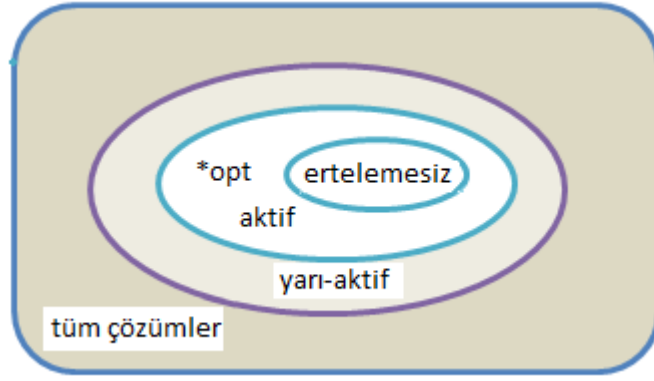 *opt
ertelemesiz
aktif
yarı-aktif
tüm çözümler